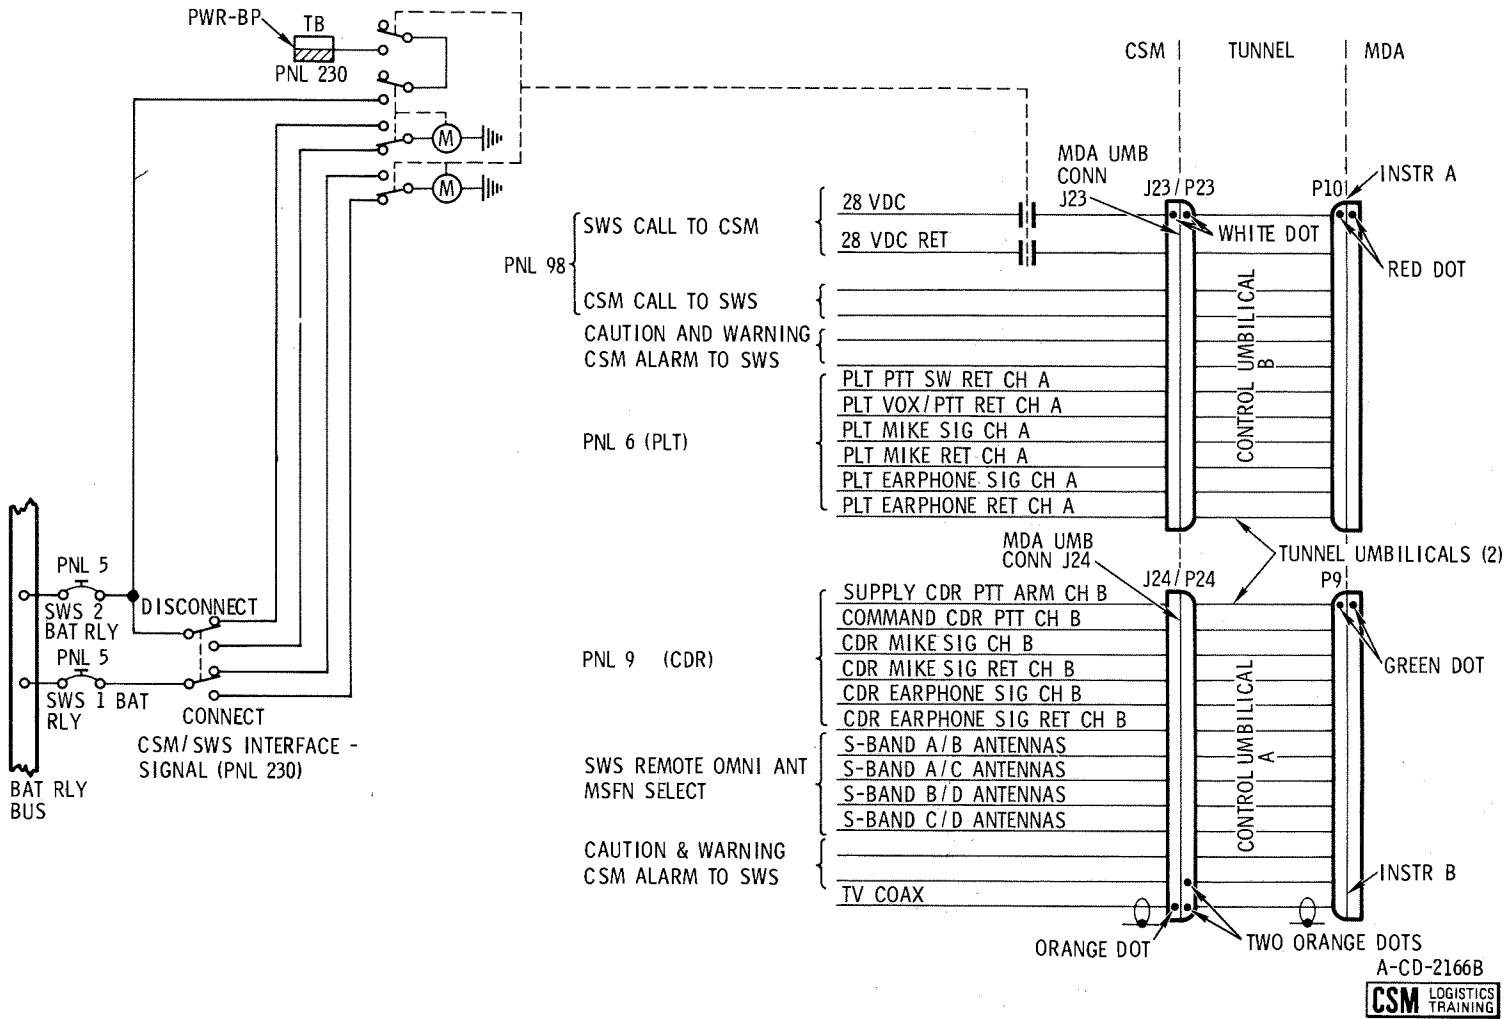 PWR-BP
TB
PNL 230
CSM
TUNNEL
MDA
MDA UMB
CONN
J23
J23/P23
P10
INSTR A
28 VDC
SWS CALL TO CSM
WHITE DOT
28 VDC RET
PNL 98
RED DOT
CSM CALL TO SWS
CAUTION AND WARNING
CSM ALARM TO SWS
CONTROL UMBILICAL
B
PLT PTT SW RET CH A
PLT VOX/PTT RET CH A
PNL 6 (PLT)
PLT MIKE SIG CH A
PLT MIKE RET CH A
PLT EARPHONE SIG CH A
PLT EARPHONE RET CH A
MDA UMB
CONN J24
TUNNEL UMBILICALS (2)
J24/P24
P9
PNL 5
SWS 2
BAT RLY
DISCONNECT
PNL 5
SWS 1 BAT
RLY
CONNECT
CSM/SWS INTERFACE -
SIGNAL (PNL 230)
BAT RLY
BUS
SUPPLY CDR PTT ARM CH B
COMMAND CDR PTT CH B
CDR MIKE SIG CH B
PNL 9 (CDR)
CDR MIKE SIG RET CH B
CDR EARPHONE SIG CH B
CDR EARPHONE SIG RET CH B
GREEN DOT
S-BAND A/B ANTENNAS
SWS REMOTE OMNI ANT
MSFN SELECT
S-BAND A/C ANTENNAS
S-BAND B/D ANTENNAS
S-BAND C/D ANTENNAS
CONTROL UMBILICAL
A
CAUTION & WARNING
CSM ALARM TO SWS
INSTR B
TV COAX
ORANGE DOT
TWO ORANGE DOTS
A-CD-2166B
CSM LOGISTICS
TRAINING
M
M